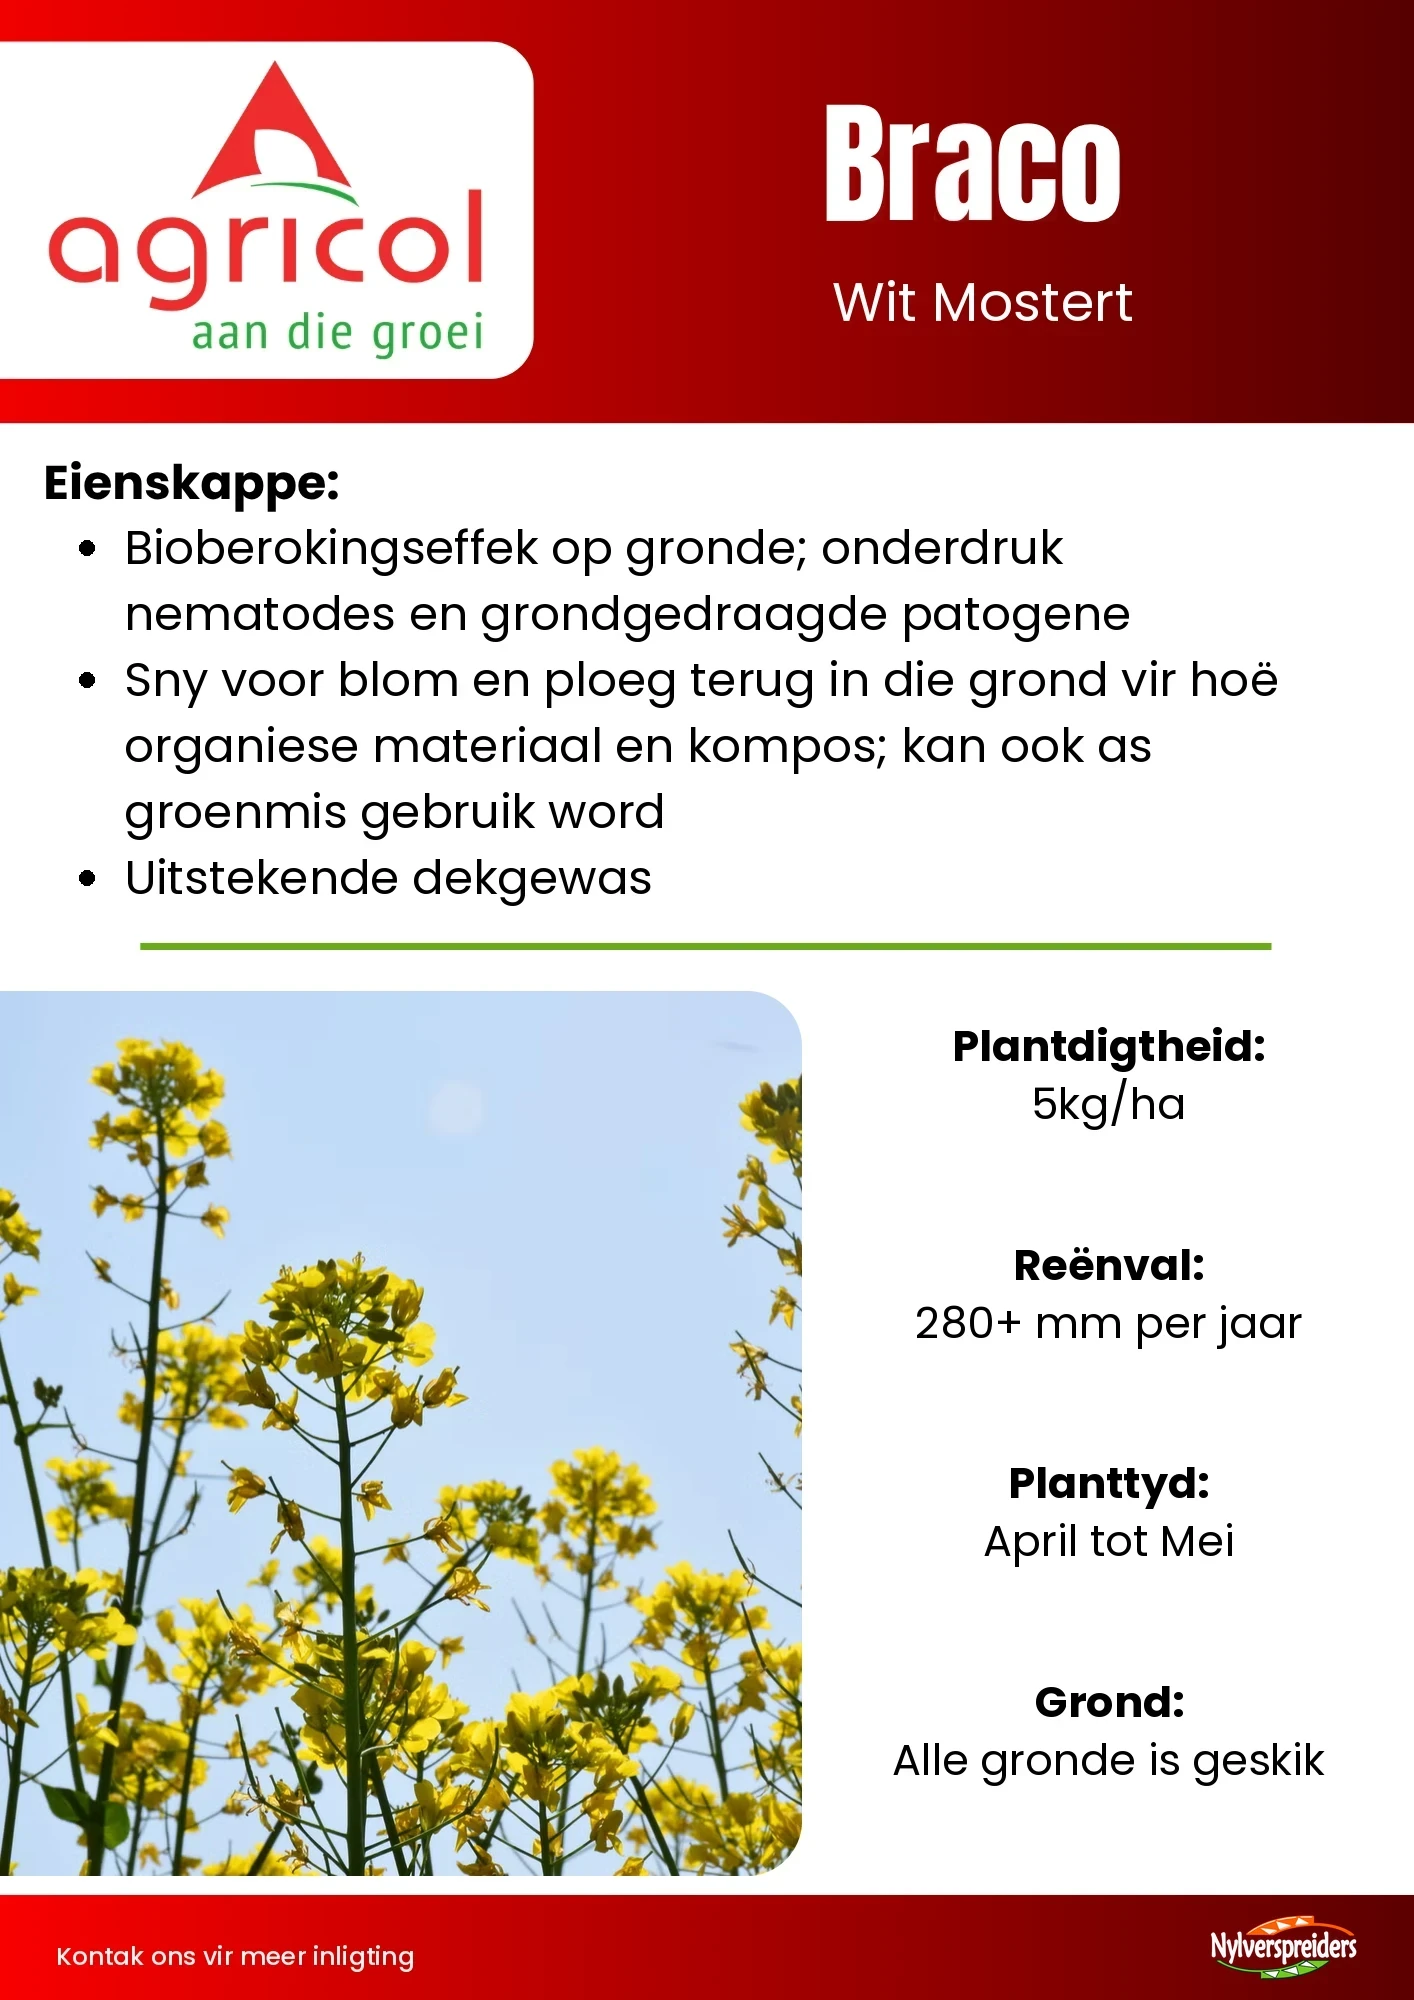 agricol
aan die groei
Braco
Wit Mostert
Eienskappe:
• Bioberokingseffek op gronde; onderdruk
nematodes en grondgedraagde patogene
• Sny voor blom en ploeg terug in die grond vir hoë
organiese materiaal en kompos; kan ook as
groenmis gebruik word
• Uitstekende dekgewas
Plantdigtheid:
5kg/ha
Reënval:
280+ mm per jaar
Planttyd:
April tot Mei
Grond:
Alle gronde is geskik
Kontak ons vir meer inligting
Nylverspreiders